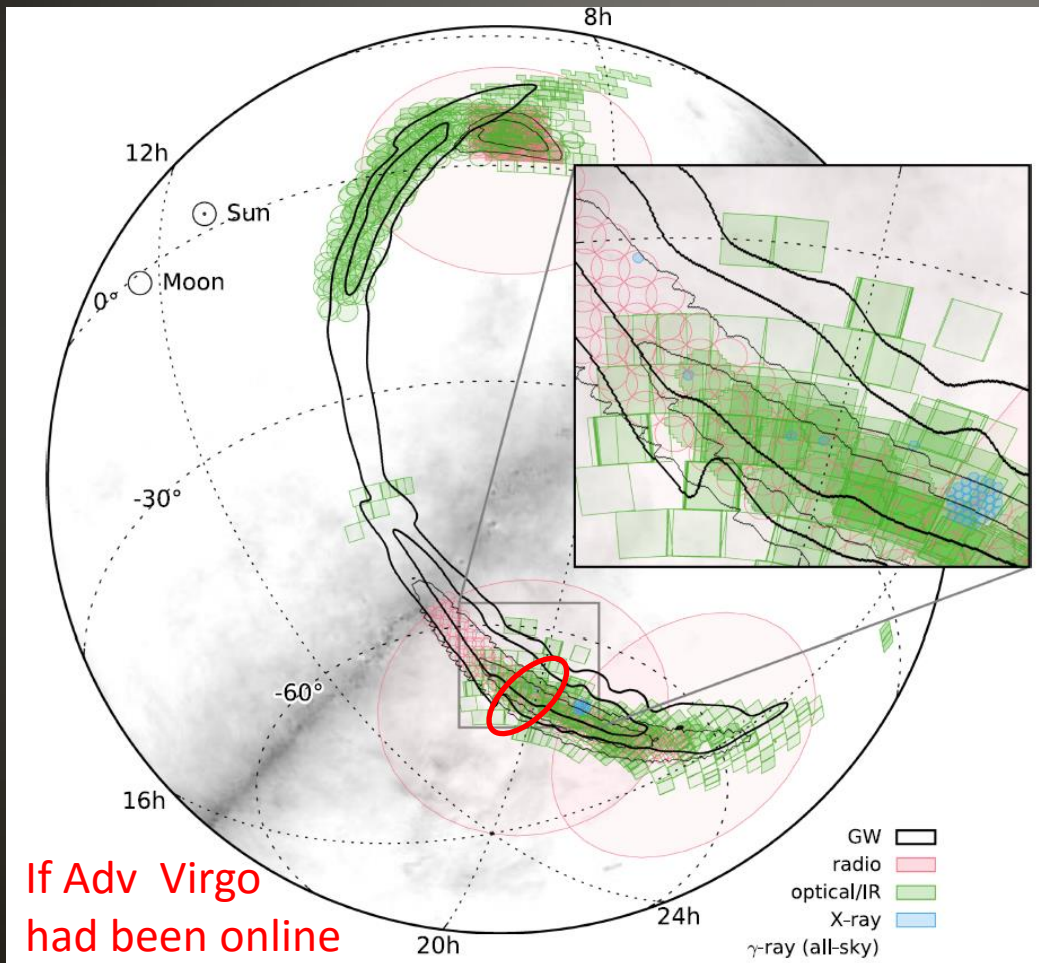 8h
12h
Sun
Moon
0°
-30°
-60°
16h
20h
24h
GW
radio
optical/IR
X-ray
γ-ray (all-sky)
If Adv Virgo
had been online